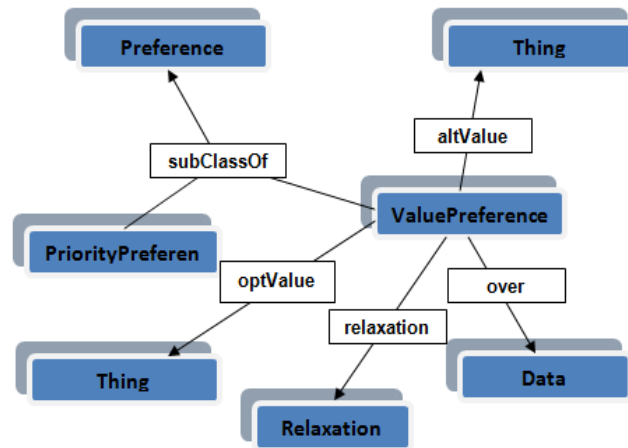 Preference
Thing
altValue
subClassOf
ValuePreference
PriorityPreferen
optValue
over
relaxation
Thing
Data
Relaxation